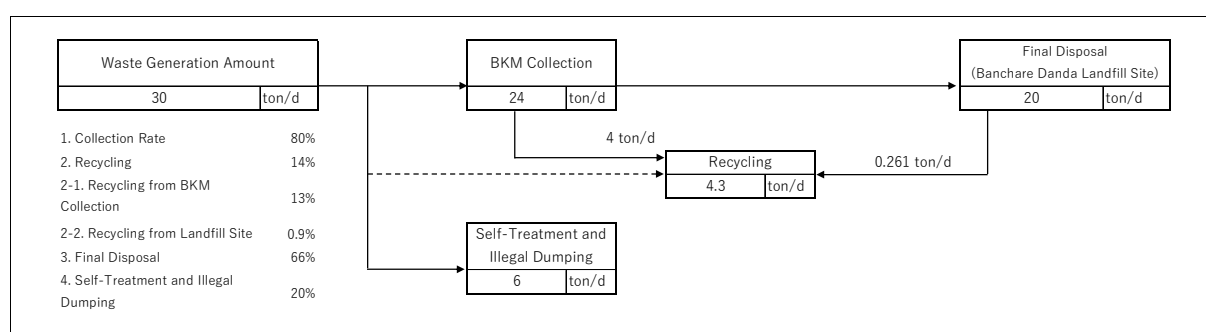 Waste Generation Amount
30 ton/d
BKM Collection
24 ton/d
Final Disposal
(Banchare Danda Landfill Site)
20 ton/d
1. Collection Rate 80%
2. Recycling 14%
2-1. Recycling from BKM
Collection 13%
2-2. Recycling from Landfill Site 0.9%
3. Final Disposal 66%
4. Self-Treatment and Illegal
Dumping 20%
4 ton/d
Recycling
4.3 ton/d
0.261 ton/d
Self-Treatment and
Illegal Dumping
6 ton/d